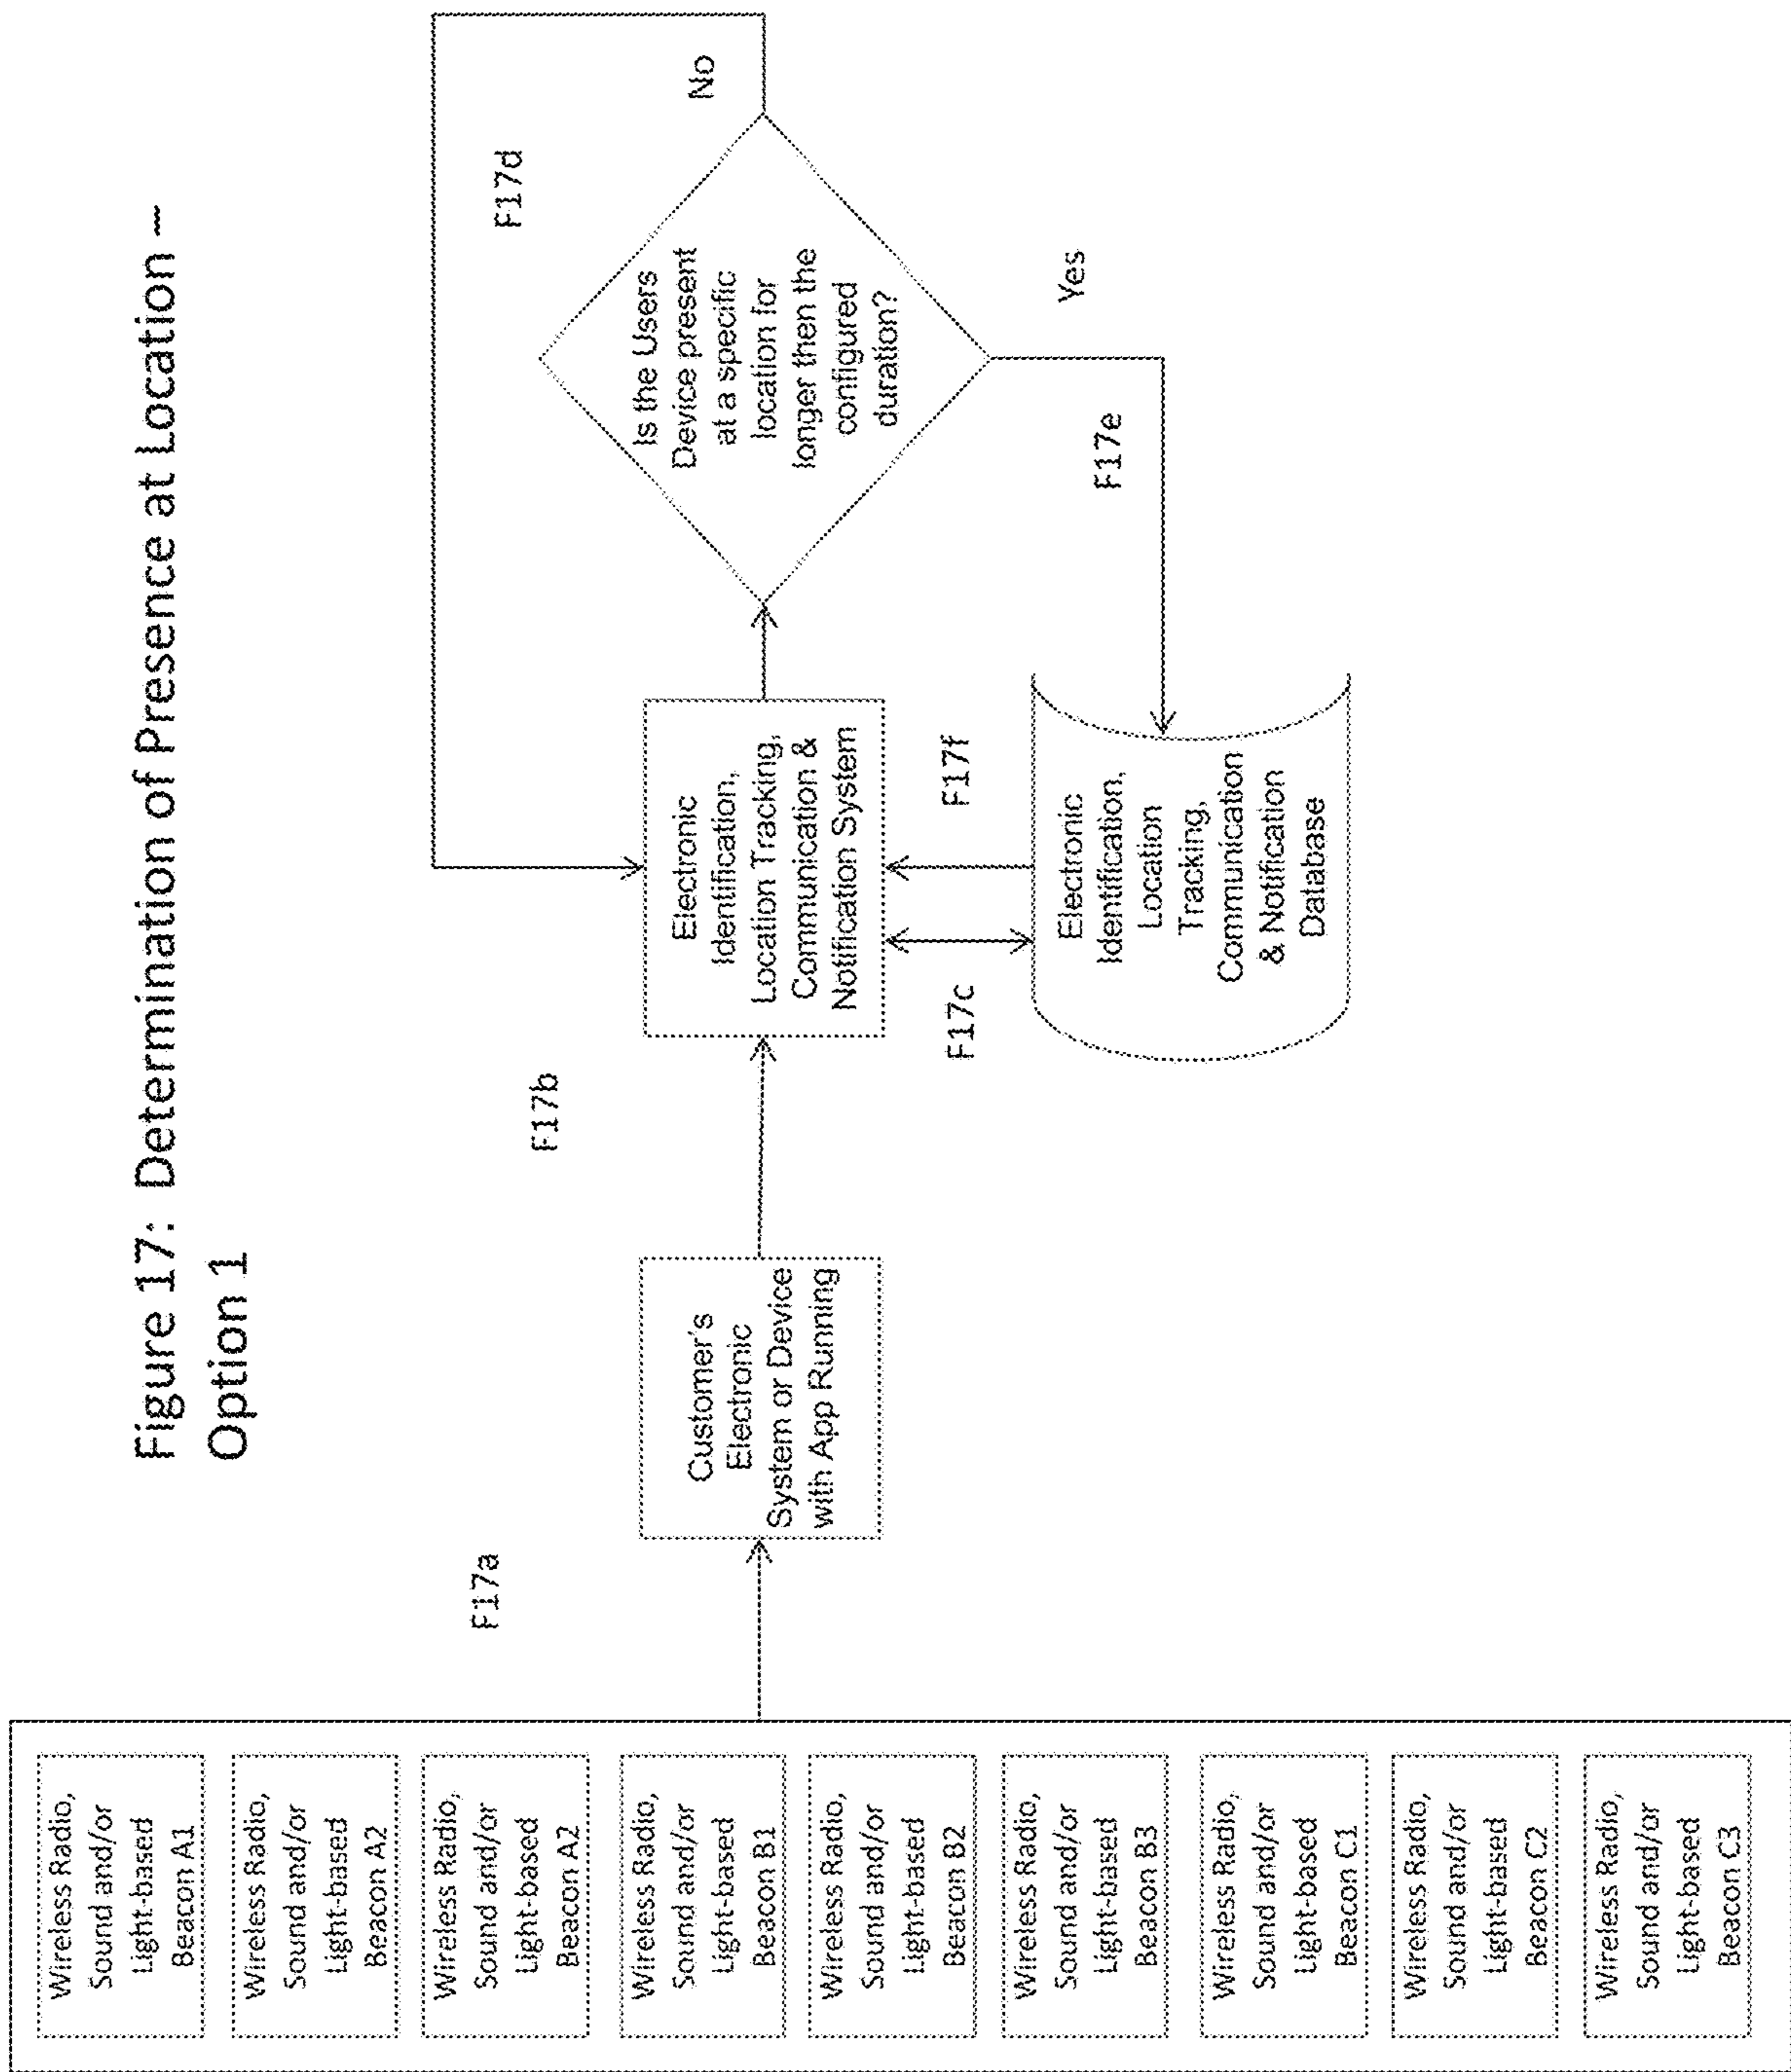 Figure 17: Determination of Presence at Location –
Option 1
Wireless Radio,
Sound and/or
Light-based
Beacon A1
Wireless Radio,
Sound and/or
Light-based
Beacon A2
Wireless Radio,
Sound and/or
Light-based
Beacon A2
Wireless Radio,
Sound and/or
Light-based
Beacon B1
Wireless Radio,
Sound and/or
Light-based
Beacon B2
Wireless Radio,
Sound and/or
Light-based
Beacon B3
Wireless Radio,
Sound and/or
Light-based
Beacon C1
Wireless Radio,
Sound and/or
Light-based
Beacon C2
Wireless Radio,
Sound and/or
Light-based
Beacon C3
F17a
Customer's
Electronic
System or Device
with App Running
F17b
Electronic
Identification,
Location Tracking,
Communication &
Notification System
F17c
F17f
Electronic
Identification,
Location
Tracking,
Communication
& Notification
Database
F17d
Is the Users
Device present
at a specific
location for
longer then the
configured
duration?
No
Yes
F17e